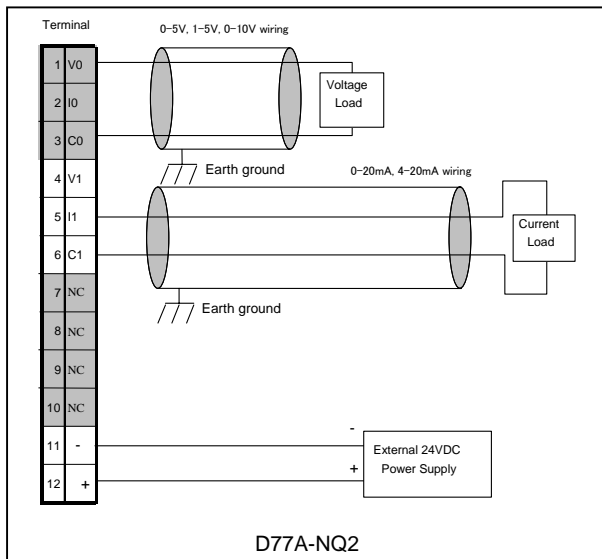 Terminal
0-5V, 1-5V, 0-10V wiring
1 V0
2 I0
3 C0
4 V1
5 I1
6 C1
7 NC
8 NC
9 NC
10 NC
11 -
12 +
Voltage
Load
Earth ground
0-20mA, 4-20mA wiring
Current
Load
Earth ground
-
+
External 24VDC
Power Supply
D77A-NQ2